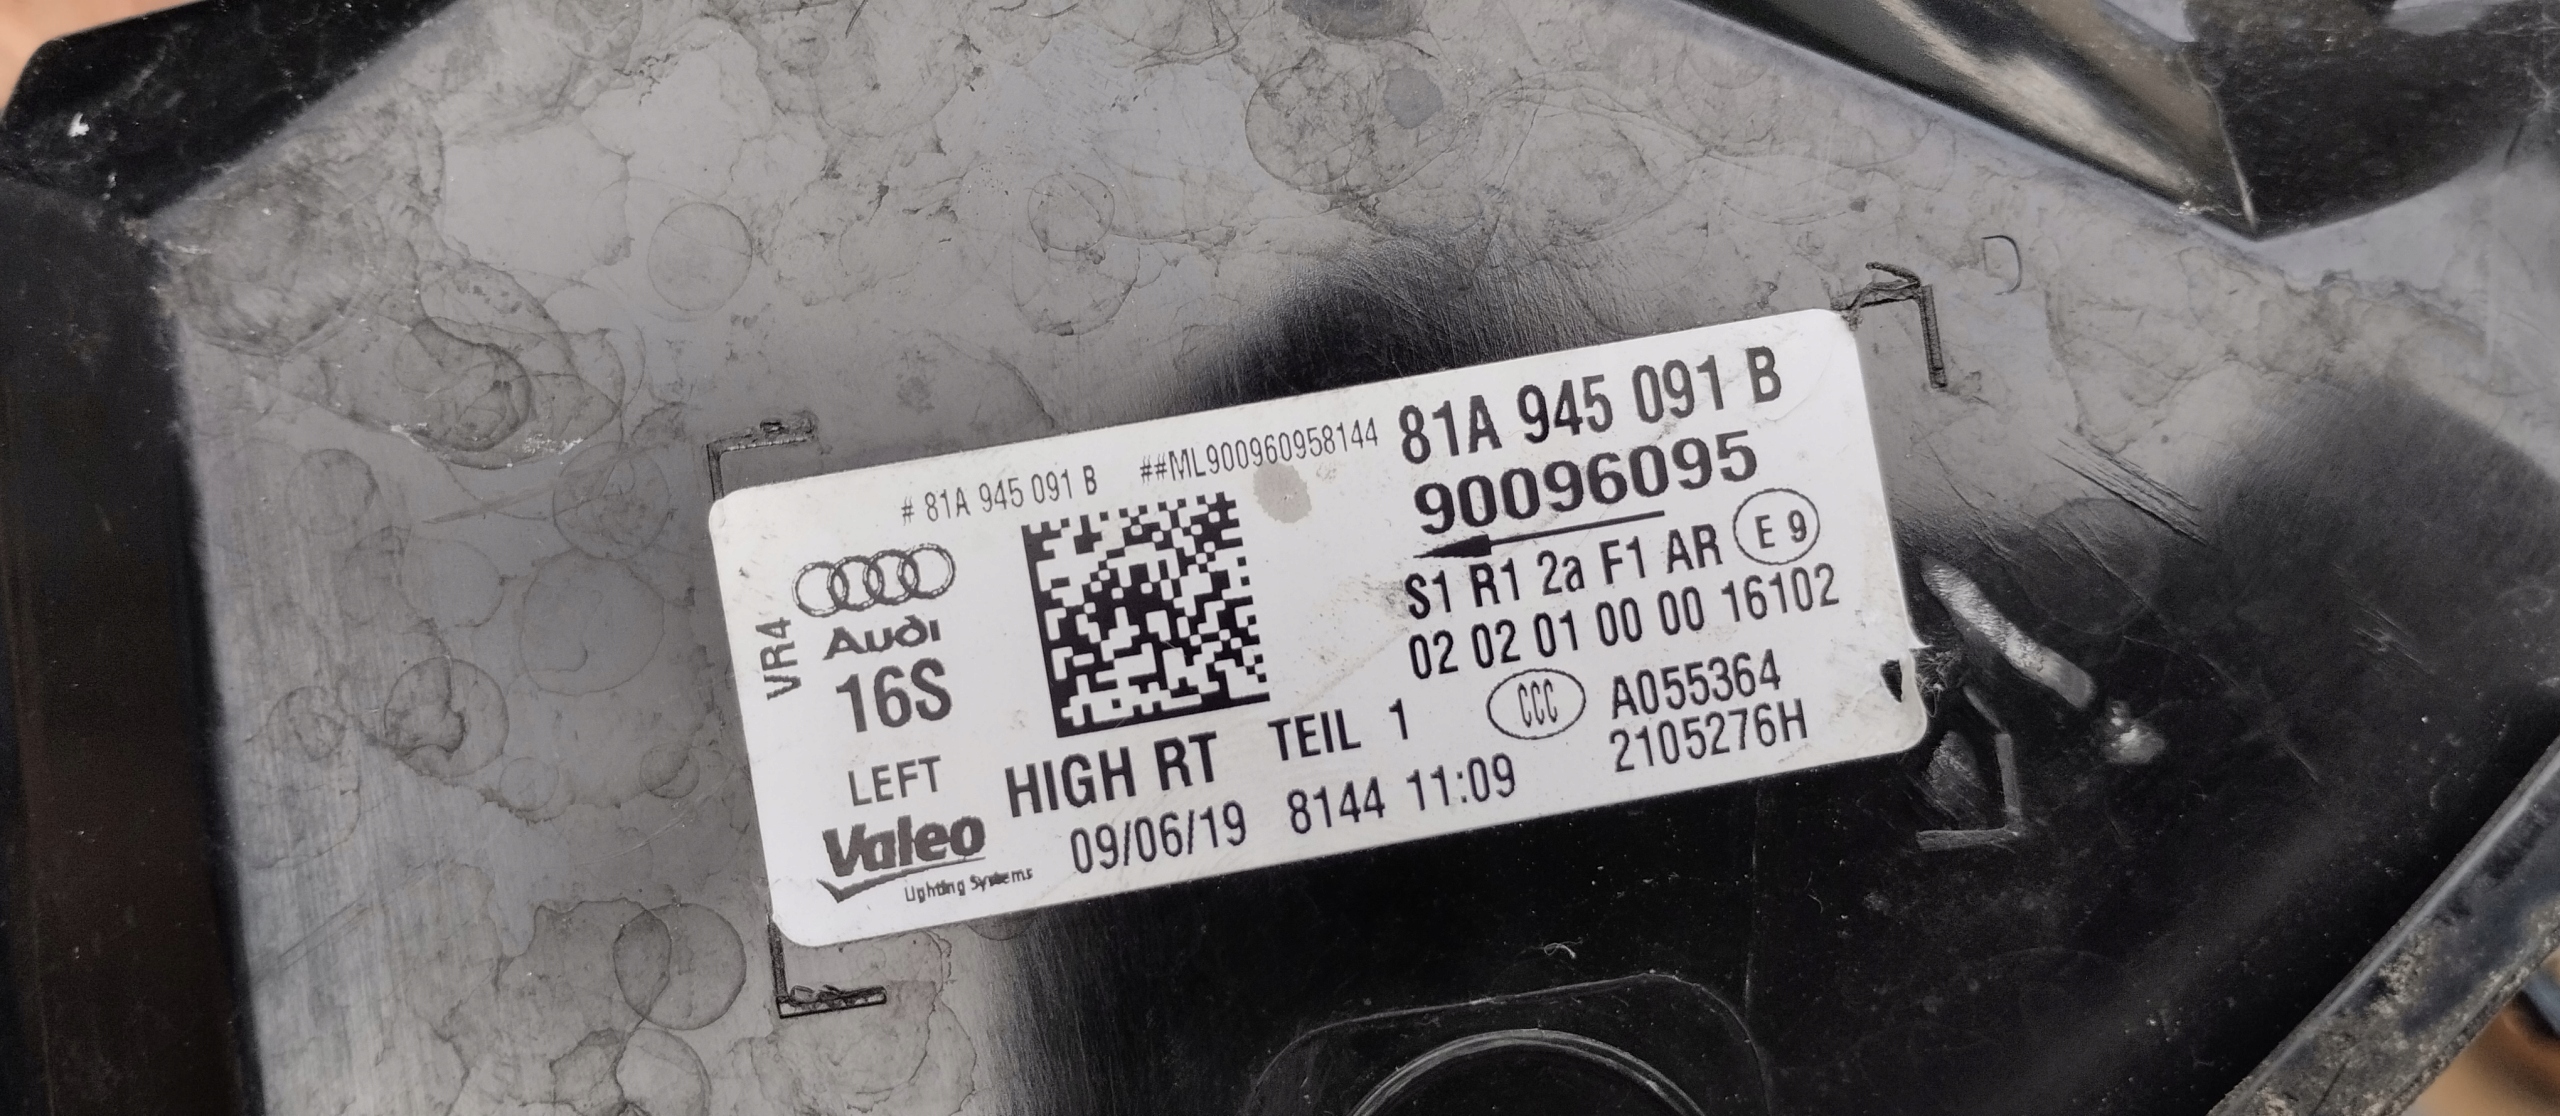 # 81A 945 091 B ##ML900960958144
81A 945 091 B
90096095
VR4
Audi
16S
S1 R1 2a F1 AR E 9
02 02 01 00 00 16102
CCC A055364
2105276H
LEFT
HIGH RT TEIL 1
Valeo
Lighting Systems
09/06/19 8144 11:09